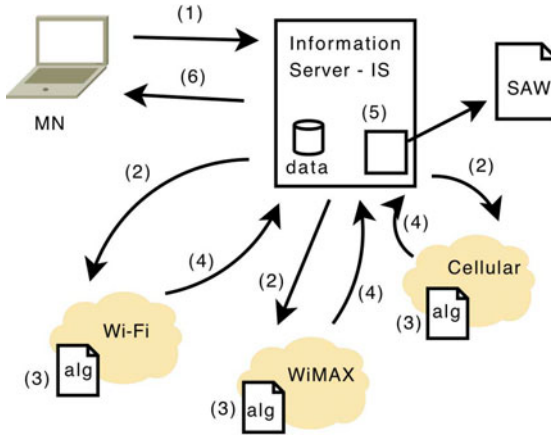 (1)
Information
Server - IS
SAW
(6)
MN
(5)
data
(2)
(2)
(4)
(4)
(2)
(4)
Cellular
alg
(3)
Wi-Fi
alg
(3)
WiMAX
alg
(3)